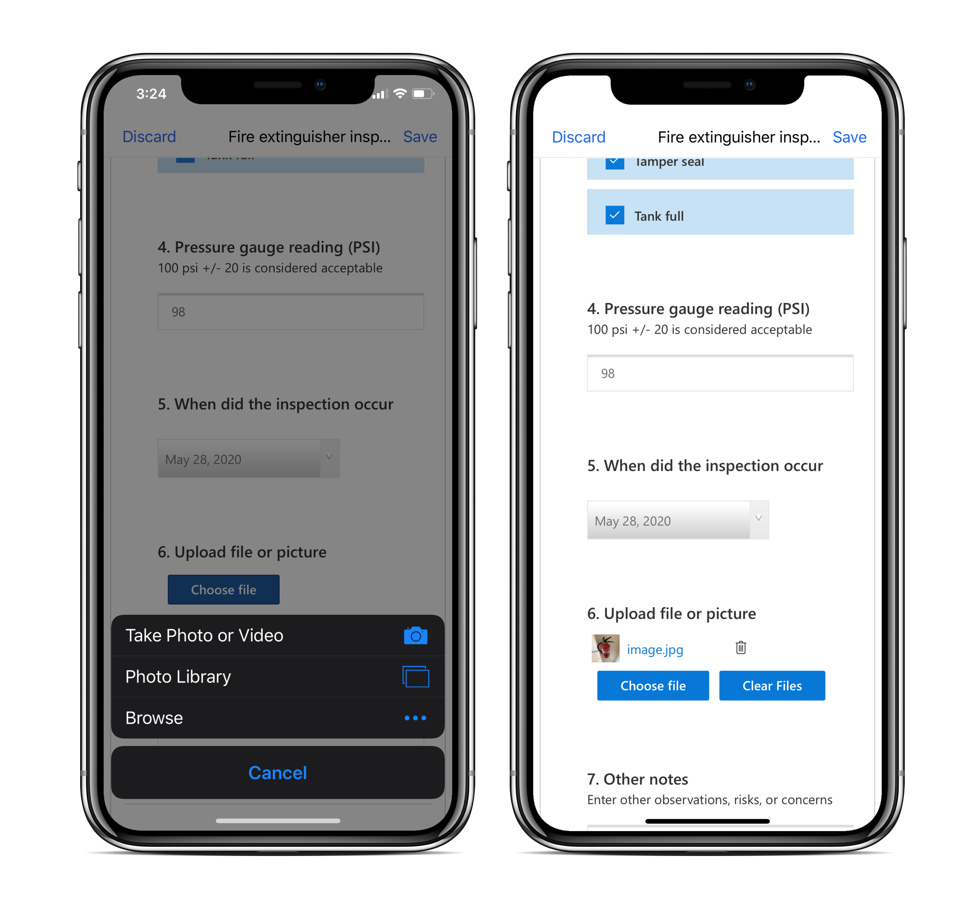 3:24
Discard
Fire extinguisher insp...
Save
Tank full
4. Pressure gauge reading (PSI)
100 psi +/- 20 is considered acceptable
98
5. When did the inspection occur
May 28, 2020
6. Upload file or picture
Choose file
Take Photo or Video
Photo Library
Browse
Cancel
Discard
Fire extinguisher insp...
Save
Tamper seal
Tank full
4. Pressure gauge reading (PSI)
100 psi +/- 20 is considered acceptable
98
5. When did the inspection occur
May 28, 2020
6. Upload file or picture
image.jpg
Choose file
Clear Files
7. Other notes
Enter other observations, risks, or concerns